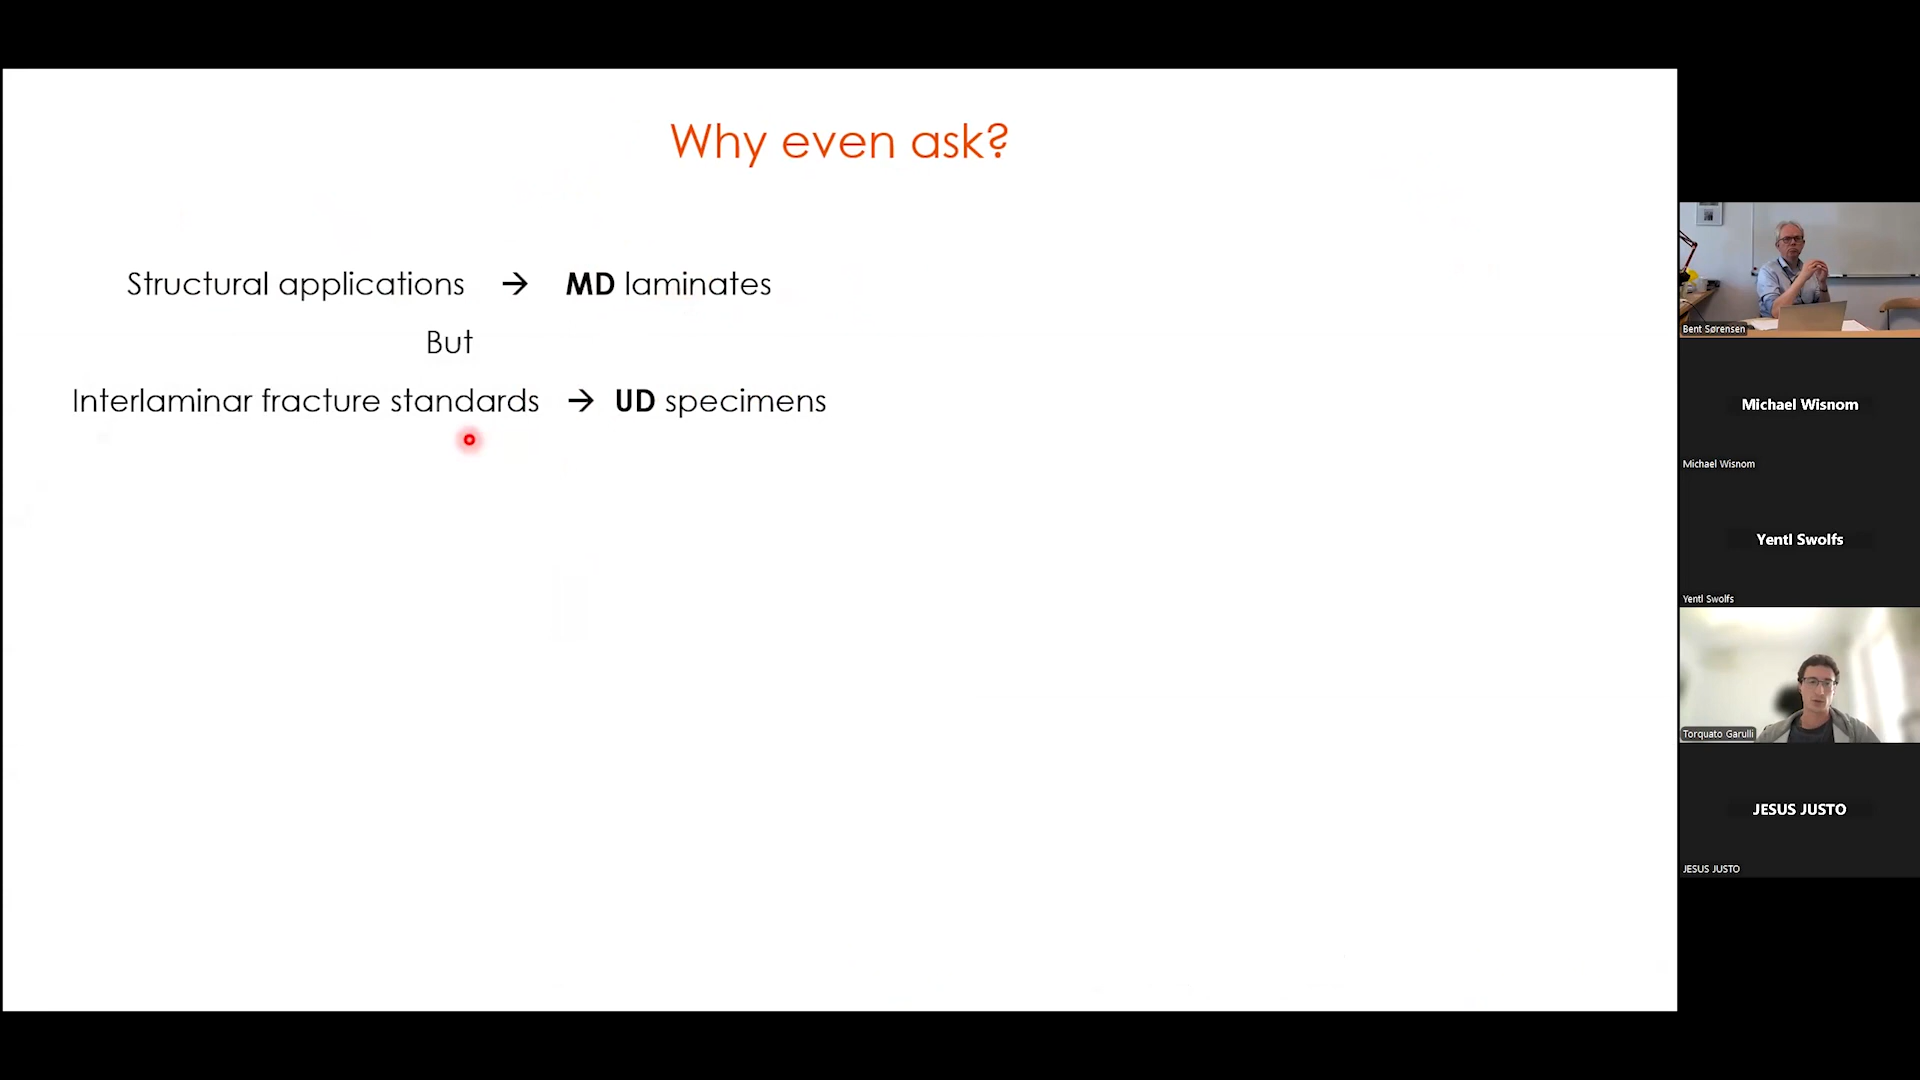 Why even ask?
Structural applications → MD laminates
But
Interlaminar fracture standards → UD specimens
Bent Sørensen
Michael Wisnom
Michael Wisnom
Yentl Swolfs
Yentl Swolfs
Torquato Garulli
JESUS JUSTO
JESUS JUSTO